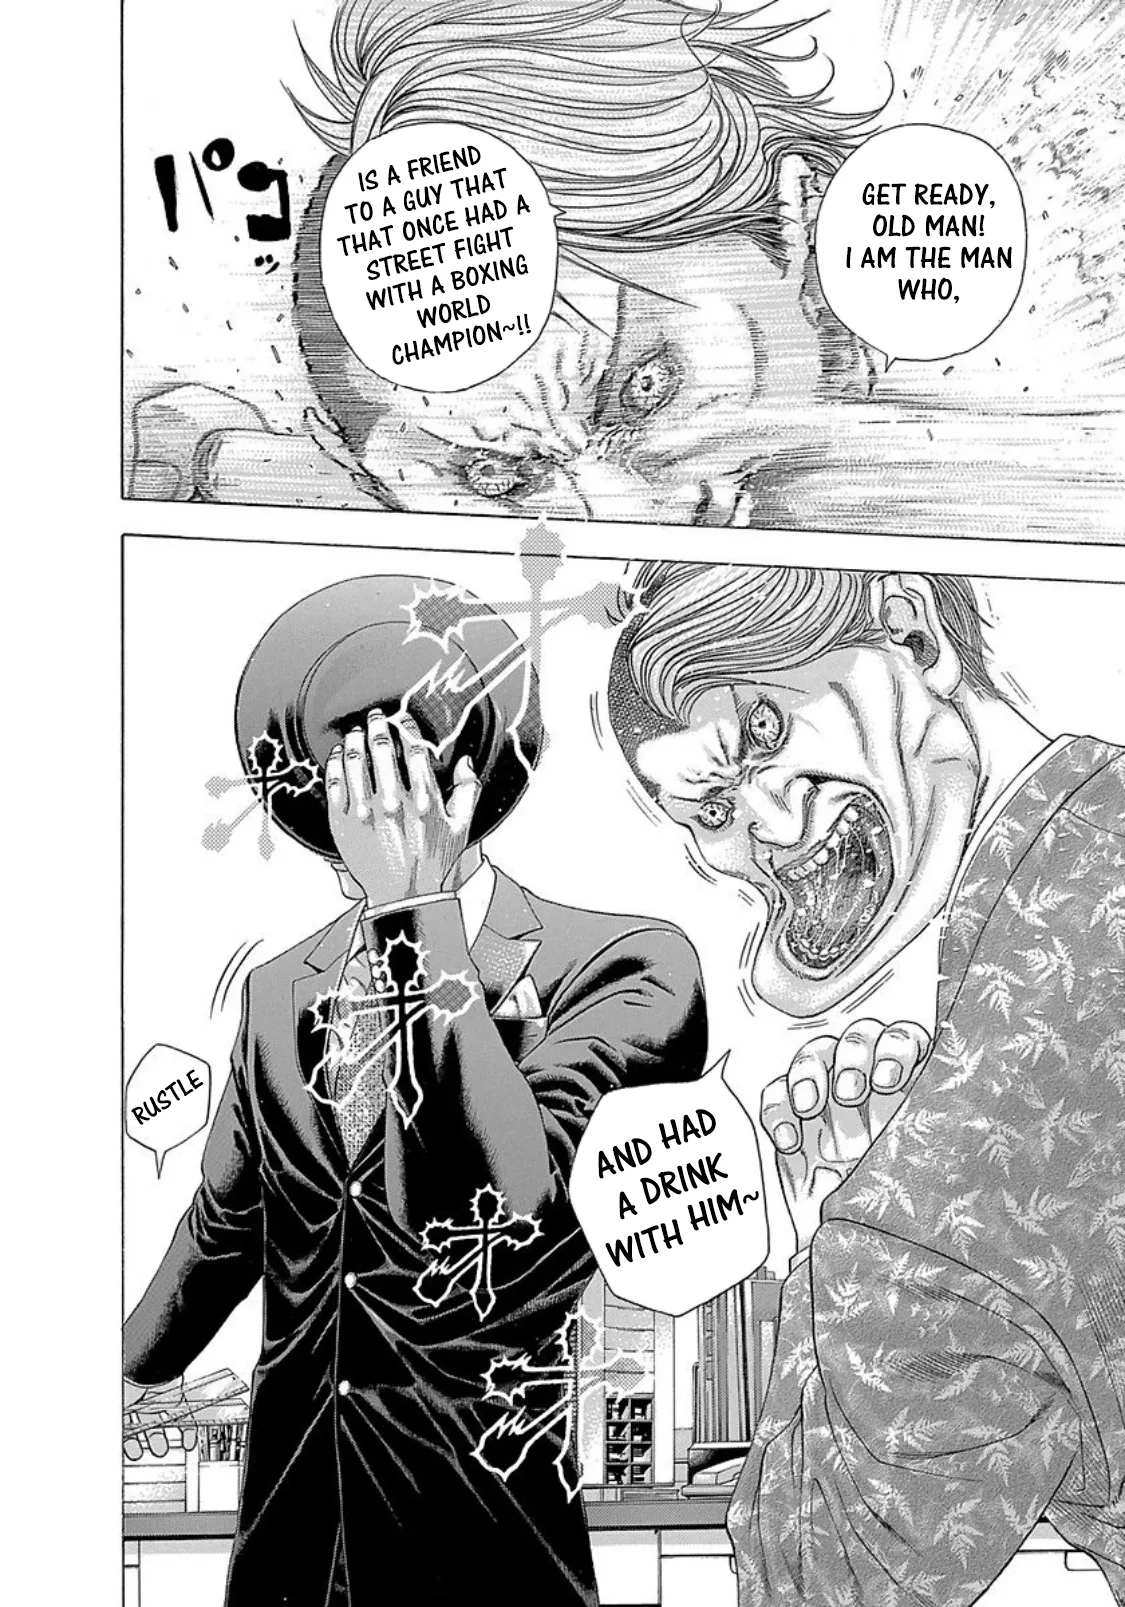 GET READY,
OLD MAN!
I AM THE MAN
WHO,
IS A FRIEND
TO A GUY THAT
THAT ONCE HAD A
STREET FIGHT
WITH A BOXING
WORLD
CHAMPION~!!
パコッ
AND HAD
A DRINK
WITH HIM~
RUSTLE